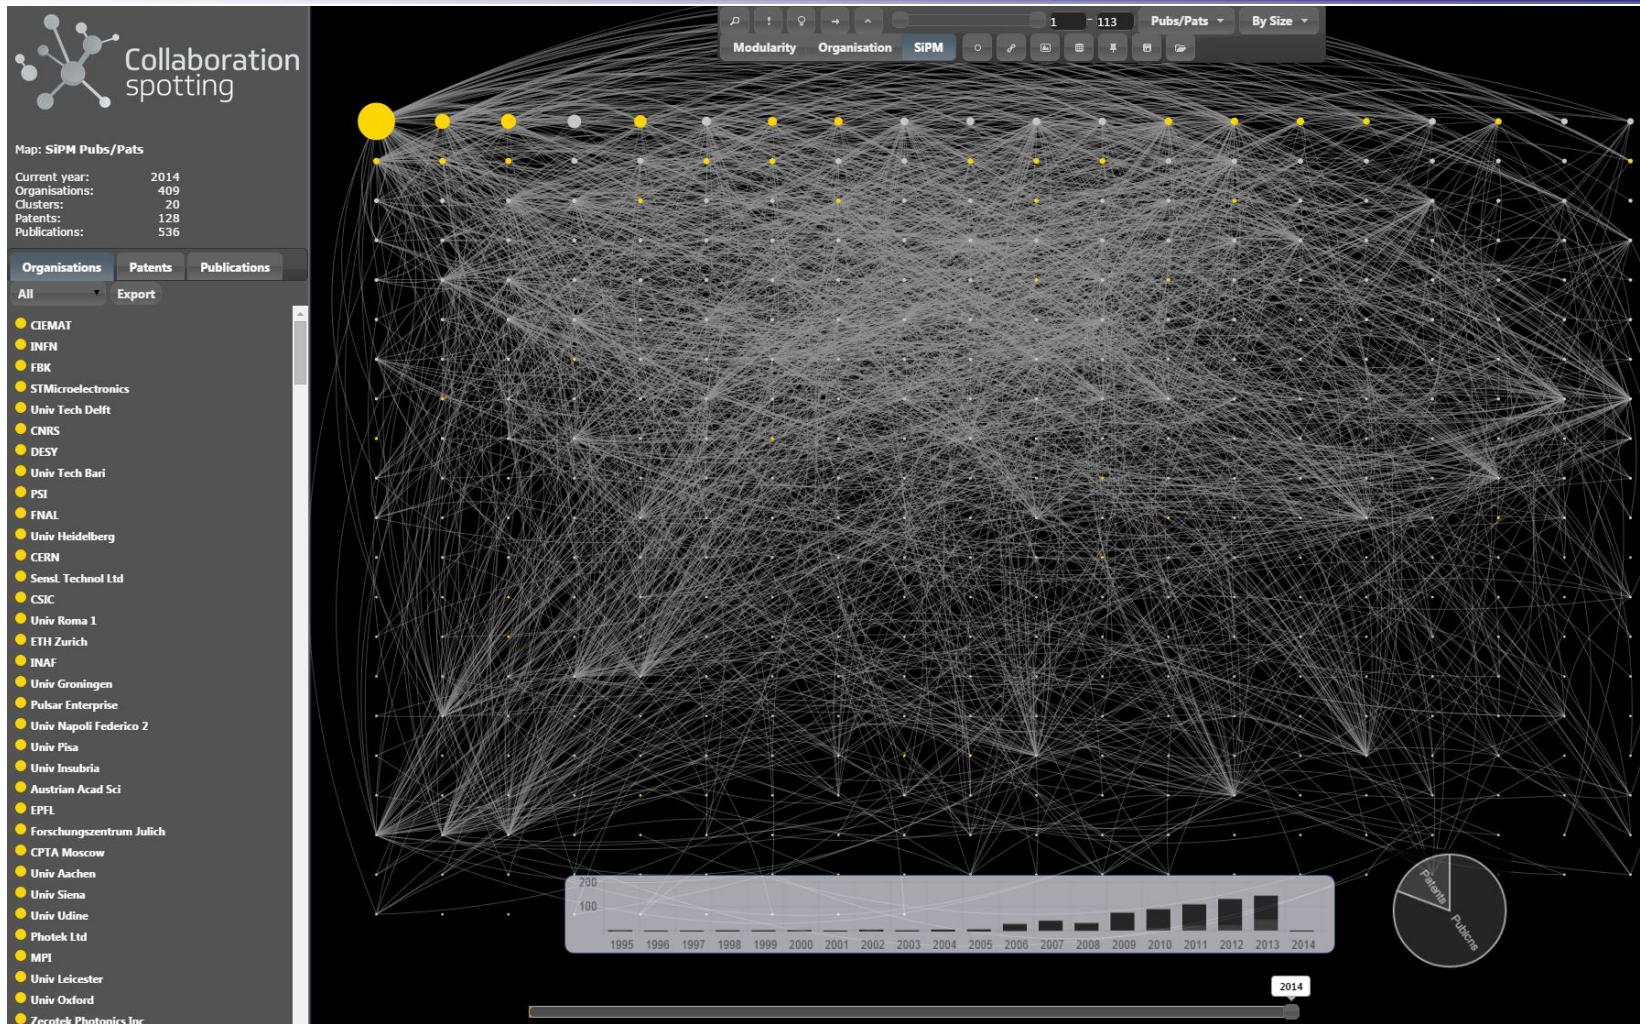 Collaboration
spotting
Map: SiPM Pubs/Pats
Current year: 2014
Organisations: 409
Clusters: 20
Patents: 128
Publications: 536
Organisations Patents Publications
All Export
CIEMAT
INFN
FBK
STMicroelectronics
Univ Tech Delft
CNRS
DESY
Univ Tech Bari
PSI
FNAL
Univ Heidelberg
CERN
SensL Technol Ltd
CSIC
Univ Roma 1
ETH Zurich
INAF
Univ Groningen
Pulsar Enterprise
Univ Napoli Federico 2
Univ Pisa
Univ Insubria
Austrian Acad Sci
EPFL
Forschungszentrum Julich
CPTA Moscow
Univ Aachen
Univ Siena
Univ Udine
Photek Ltd
MPI
Univ Leicester
Univ Oxford
Zecotek Photonics Inc
1 - 113 Pubs/Pats By Size
Modularity Organisation SiPM
200
100
1995 1996 1997 1998 1999 2000 2001 2002 2003 2004 2005 2006 2007 2008 2009 2010 2011 2012 2013 2014
Patents
Publcns
2014